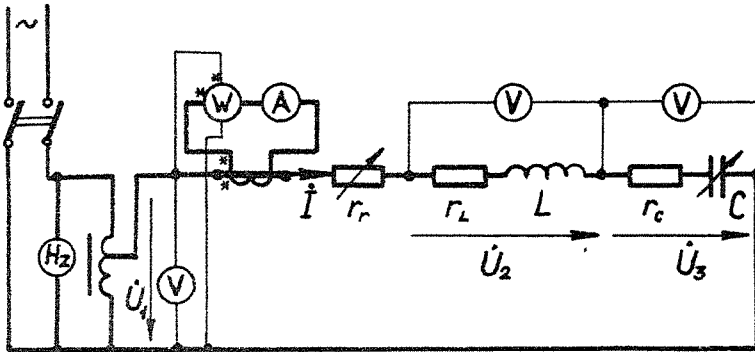 ~
* W A
*
V V
*
*
İ r_r r_L L r_c C
Hz U̇₁ V
U̇₂ U̇₃